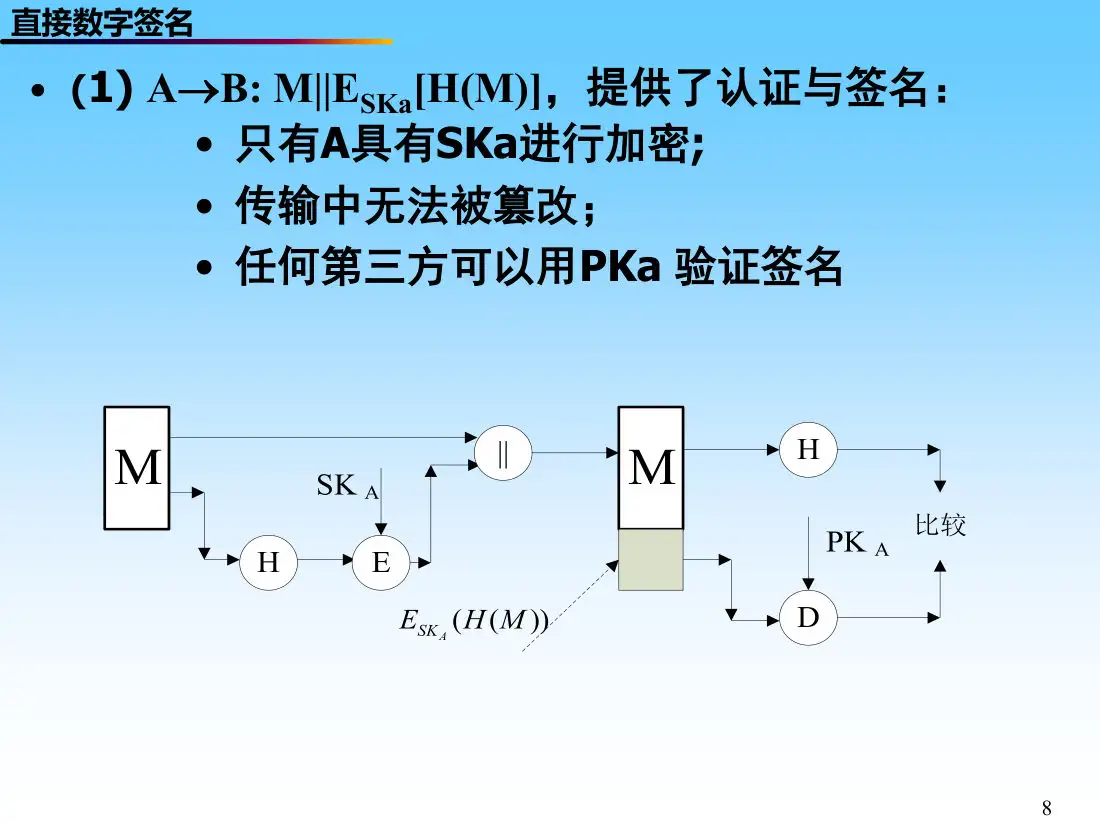 直接数字签名
• (1) A→B: M||ESKa[H(M)]，提供了认证与签名：
• 只有A具有SKa进行加密;
• 传输中无法被篡改；
• 任何第三方可以用PKa 验证签名
M
SK A
H
E
||
ESKA(H(M))
M
H
PK A
D
比较
8